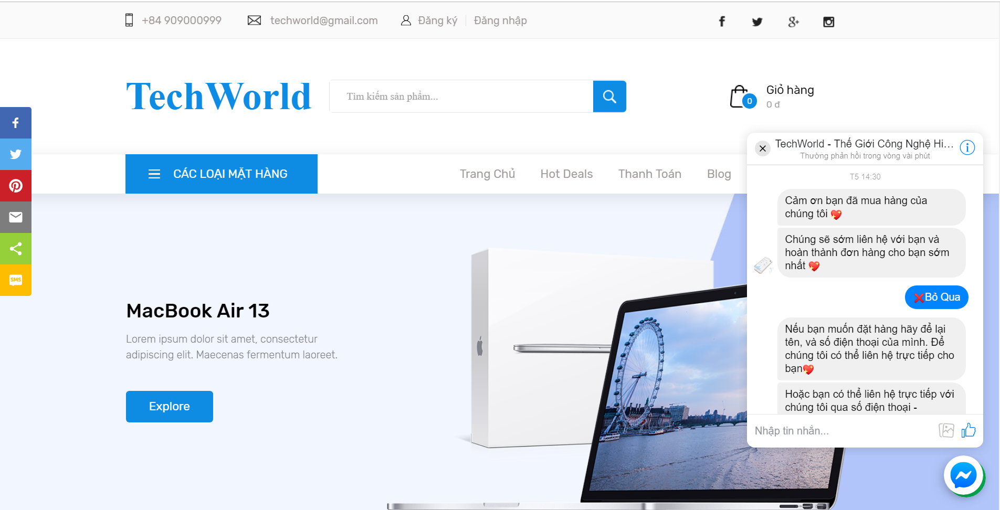 +84 909000999
techworld@gmail.com
Đăng ký
Đăng nhập
TechWorld
Tìm kiếm sản phẩm...
0
Giỏ hàng
0 đ
CÁC LOẠI MẶT HÀNG
Trang Chủ
Hot Deals
Thanh Toán
Blog
SMS
MacBook Air 13
Lorem ipsum dolor sit amet, consectetur
adipiscing elit. Maecenas fermentum laoreet.
Explore
TechWorld - Thế Giới Công Nghệ Hi...
Thường phản hồi trong vòng vài phút
T5 14:30
Cảm ơn bạn đã mua hàng của
chúng tôi 💖
Chúng sẽ sớm liên hệ với bạn và
hoàn thành đơn hàng cho bạn sớm
nhất 💖
❌Bỏ Qua
Nếu bạn muốn đặt hàng hãy để lại
tên, và số điện thoại của mình. Để
chúng tôi có thể liên hệ trực tiếp cho
bạn💖
Hoặc bạn có thể liên hệ trực tiếp với
chúng tôi qua số điện thoại -
Nhập tin nhắn...